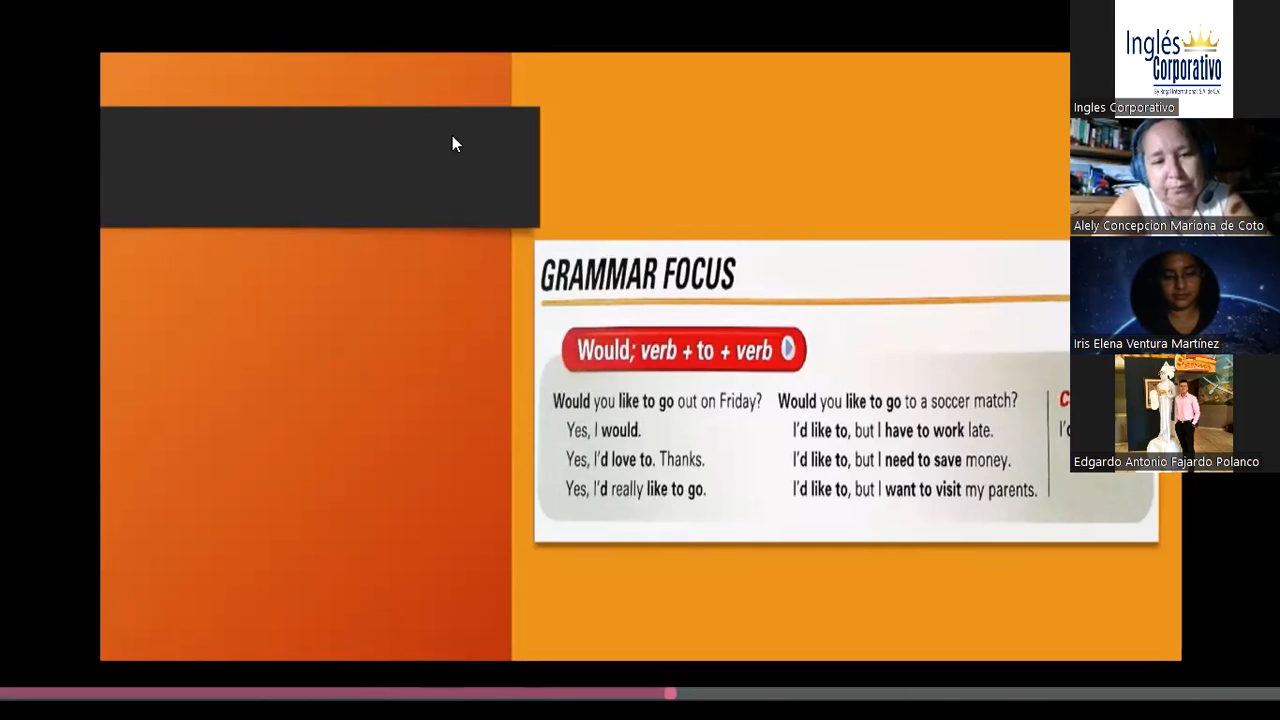 GRAMMAR FOCUS
Would; verb + to + verb
Would you like to go out on Friday?
Yes, I would.
Yes, I'd love to. Thanks.
Yes, I'd really like to go.
Would you like to go to a soccer match?
I'd like to, but I have to work late.
I'd like to, but I need to save money.
I'd like to, but I want to visit my parents.
Inglés
Corporativo
Ingles Corporativo
Alely Concepcion Mariona de Coto
Iris Elena Ventura Martínez
Edgardo Antonio Fajardo Polanco